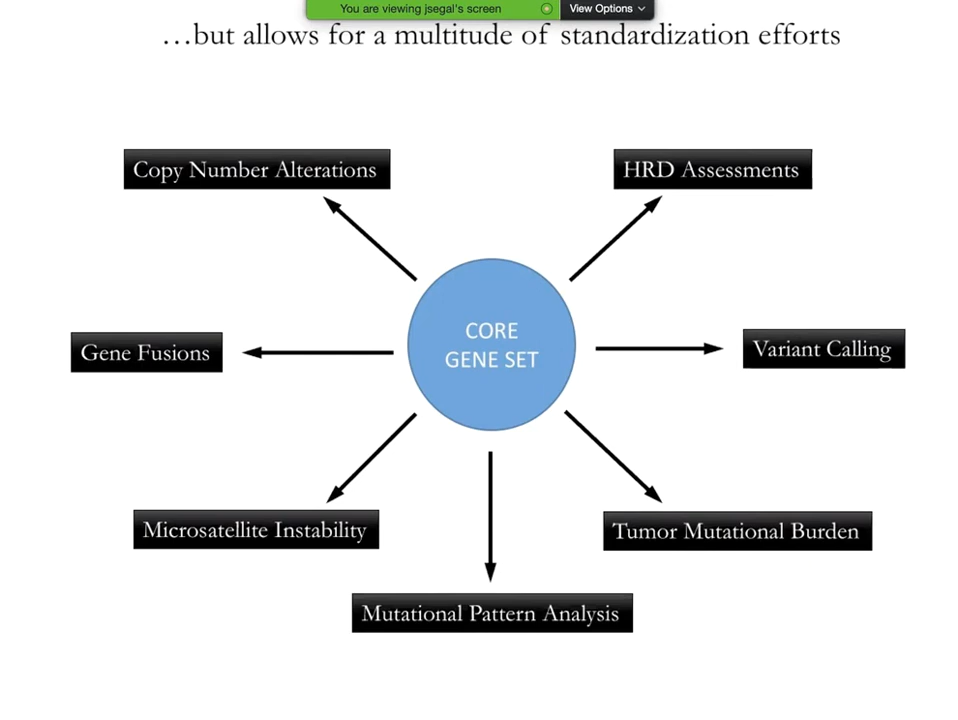 You are viewing jsegal's screen
View Options
...but allows for a multitude of standardization efforts
Copy Number Alterations
HRD Assessments
CORE
GENE SET
Gene Fusions
Variant Calling
Microsatellite Instability
Tumor Mutational Burden
Mutational Pattern Analysis